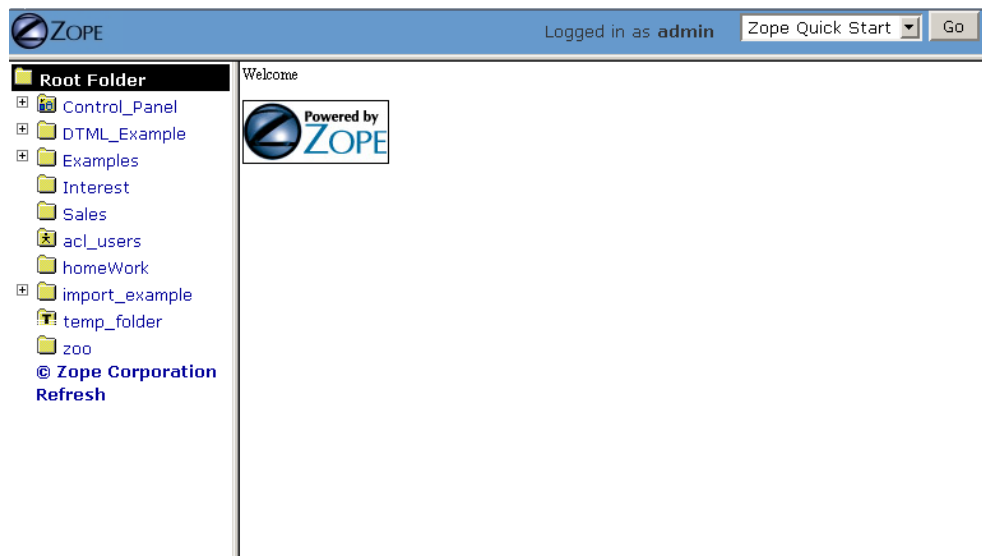 ZOPE
Logged in as admin
Zope Quick Start
Go
Root Folder
Control_Panel
DTML_Example
Examples
Interest
Sales
acl_users
homeWork
import_example
temp_folder
zoo
© Zope Corporation
Refresh
Welcome
Powered by
ZOPE